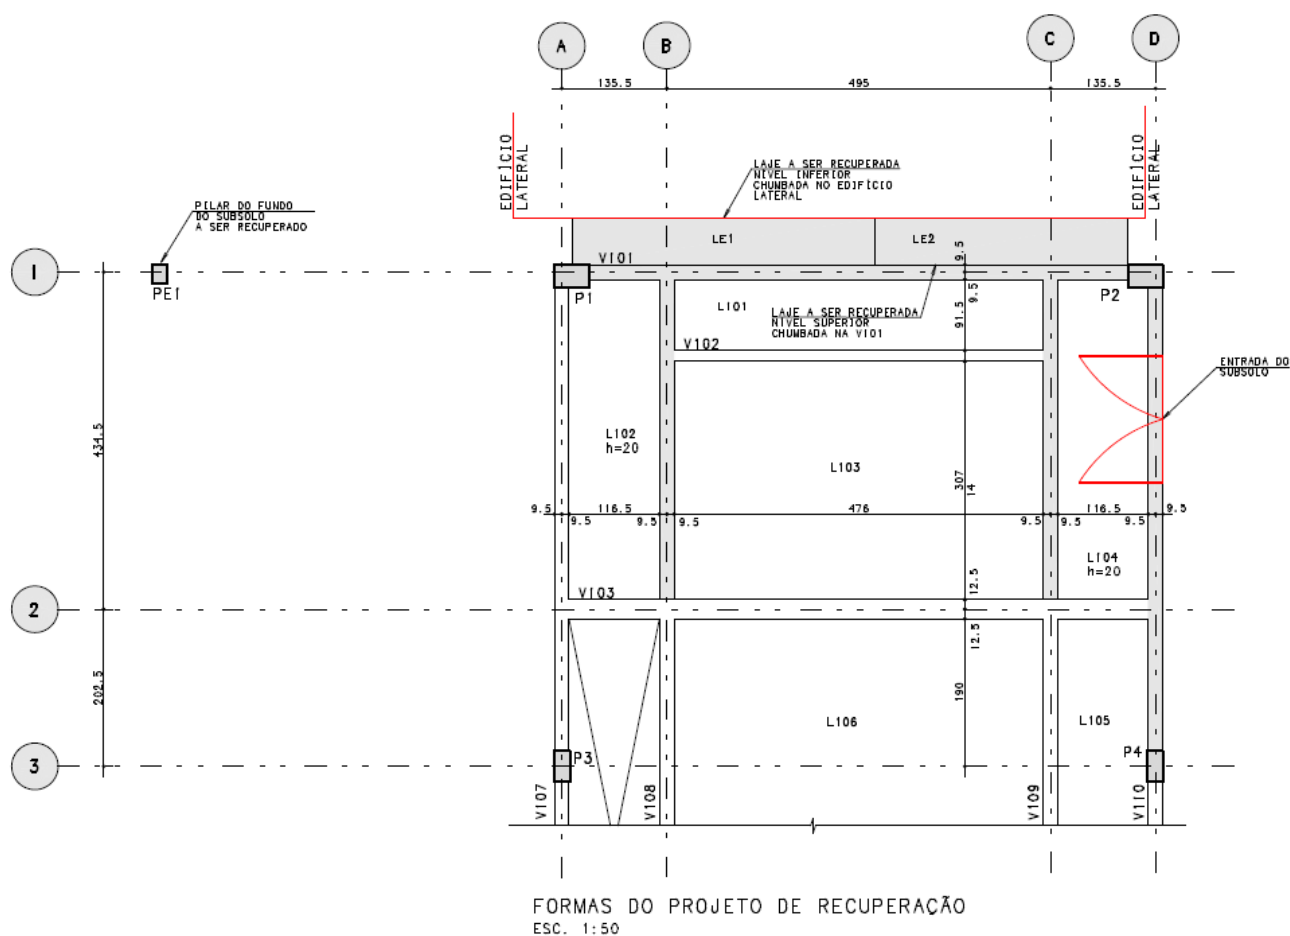 A
B
C
D
135.5
495
135.5
EDIFÍCIO
LATERAL
EDIFÍCIO
LATERAL
LAJE A SER RECUPERADA
NÍVEL INFERIOR
CHUMBADA NO EDIFÍCIO
LATERAL
PILAR DO FUNDO
DO SUBSOLO
A SER RECUPERADO
LE1
LE2
9.5
V101
1
PE1
P1
P2
9.5
L101
91.5
LAJE A SER RECUPERADA
NÍVEL SUPERIOR
CHUMBADA NA V101
V102
ENTRADA DO
SUBSOLO
434.5
L102
h=20
L103
307
14
9.5
116.5
476
116.5
9.5
9.5
9.5
9.5
9.5
9.5
9.5
L104
h=20
12.5
V103
2
12.5
202.5
190
L106
L105
3
P3
P4
V107
V108
V109
V110
FORMAS DO PROJETO DE RECUPERAÇÃO
ESC. 1:50